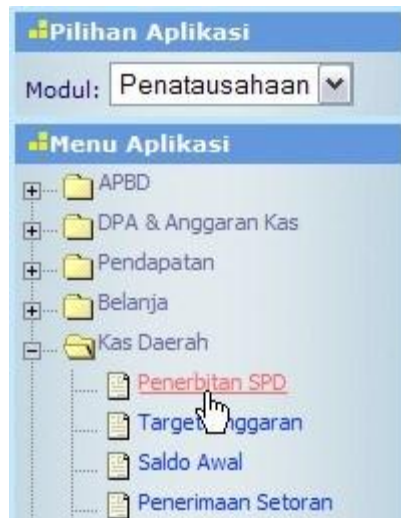 Pilihan Aplikasi
Modul: Penatausahaan
Menu Aplikasi
APBD
DPA & Anggaran Kas
Pendapatan
Belanja
Kas Daerah
Penerbitan SPD
Target Anggaran
Saldo Awal
Penerimaan Setoran